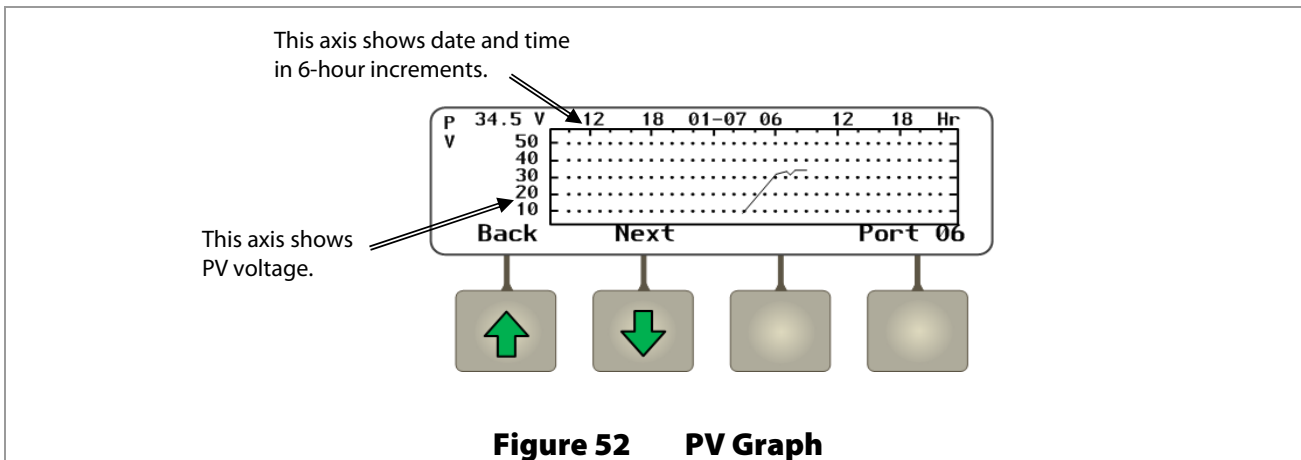 This axis shows date and time
in 6-hour increments.
P 34.5 V 12 18 01-07 06 12 18 Hr
V
50
40
30
20
10
This axis shows
PV voltage.
Back Next Port 06
Figure 52 PV Graph